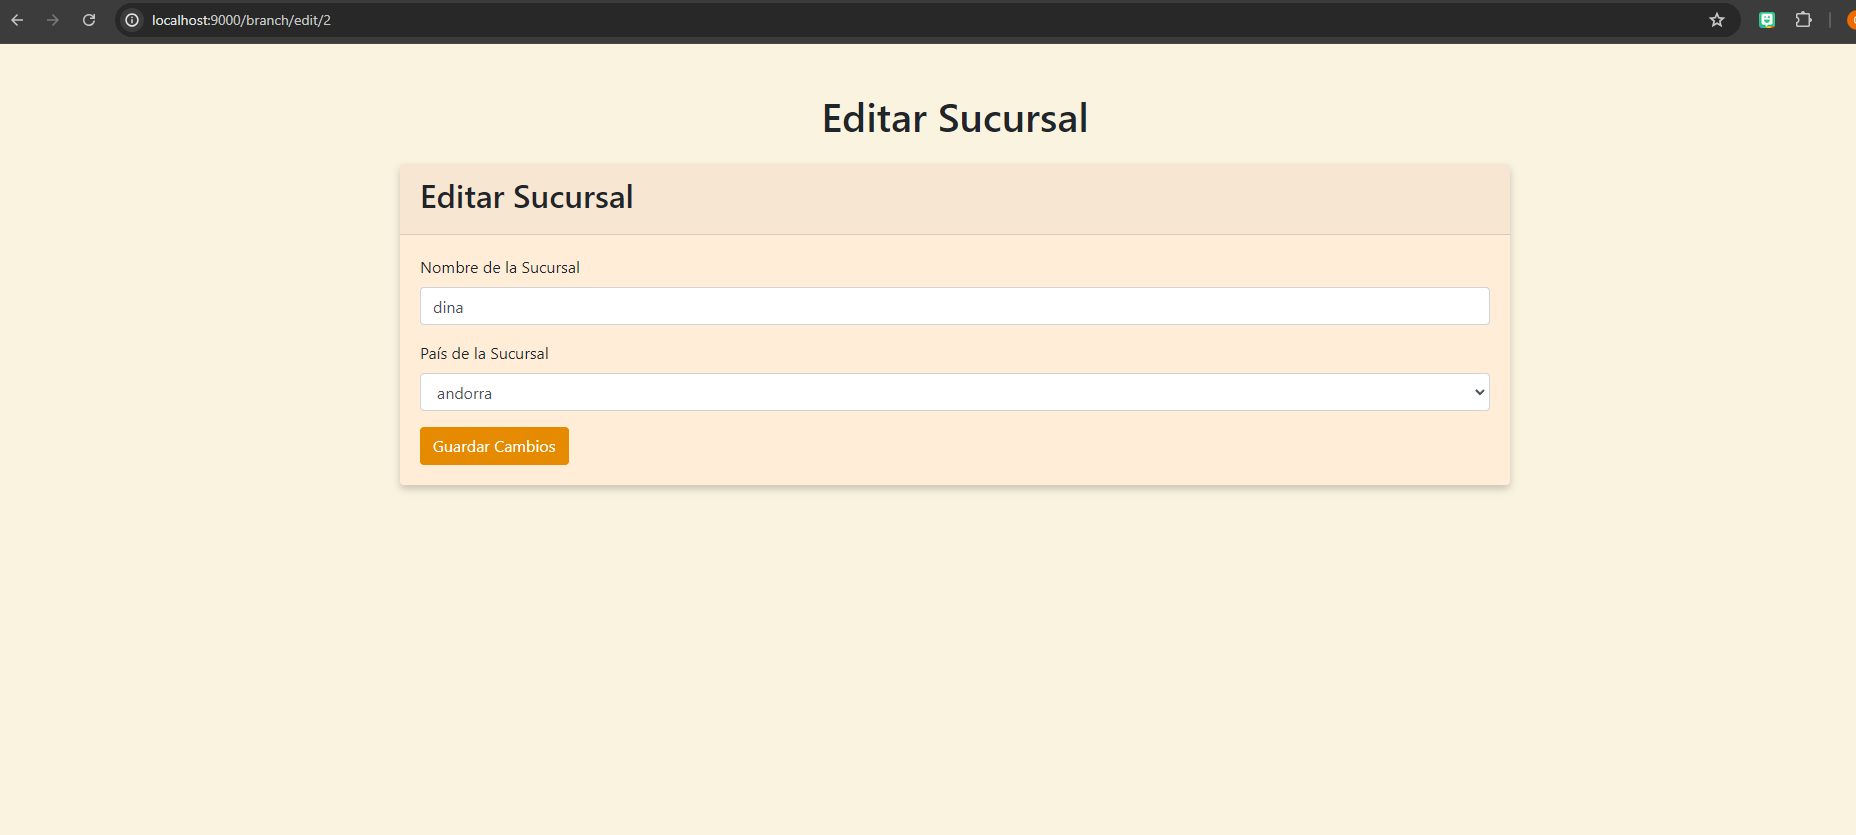 localhost:9000/branch/edit/2
Editar Sucursal
Editar Sucursal
Nombre de la Sucursal
dina
País de la Sucursal
andorra
Guardar Cambios